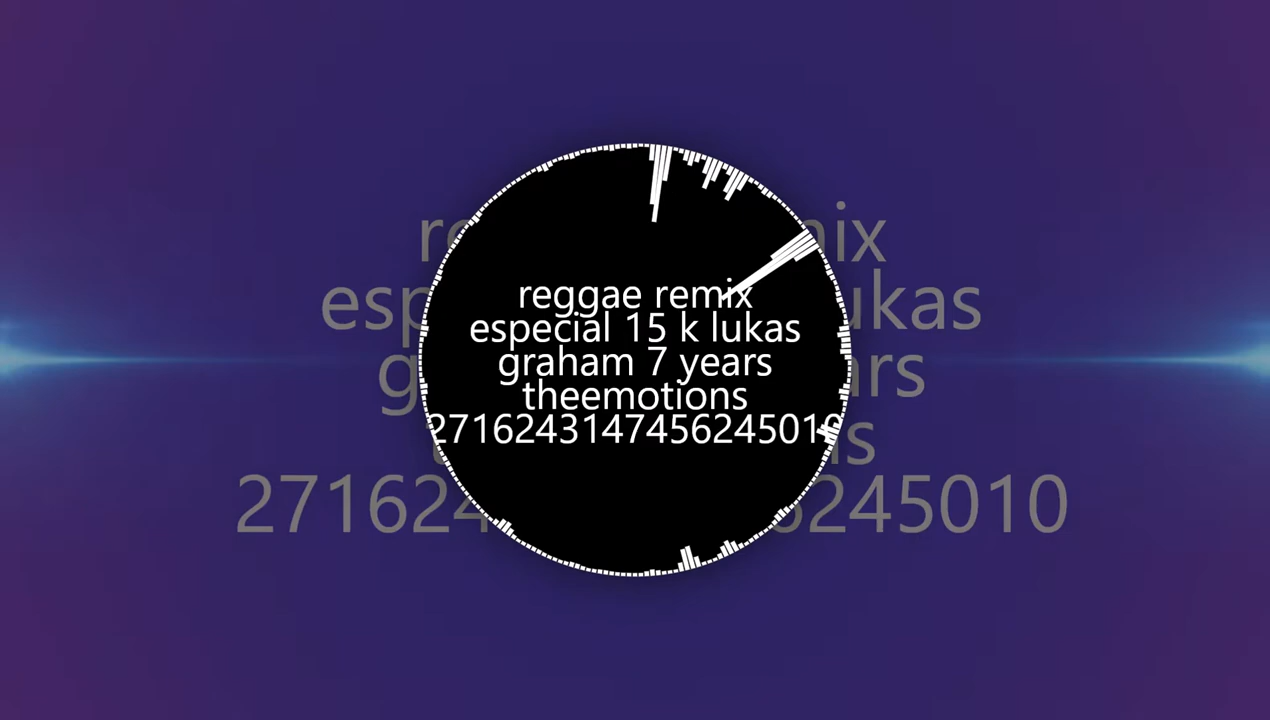 reggae remix
especial 15 k lukas
graham 7 years
theemotions
2716243147456245010